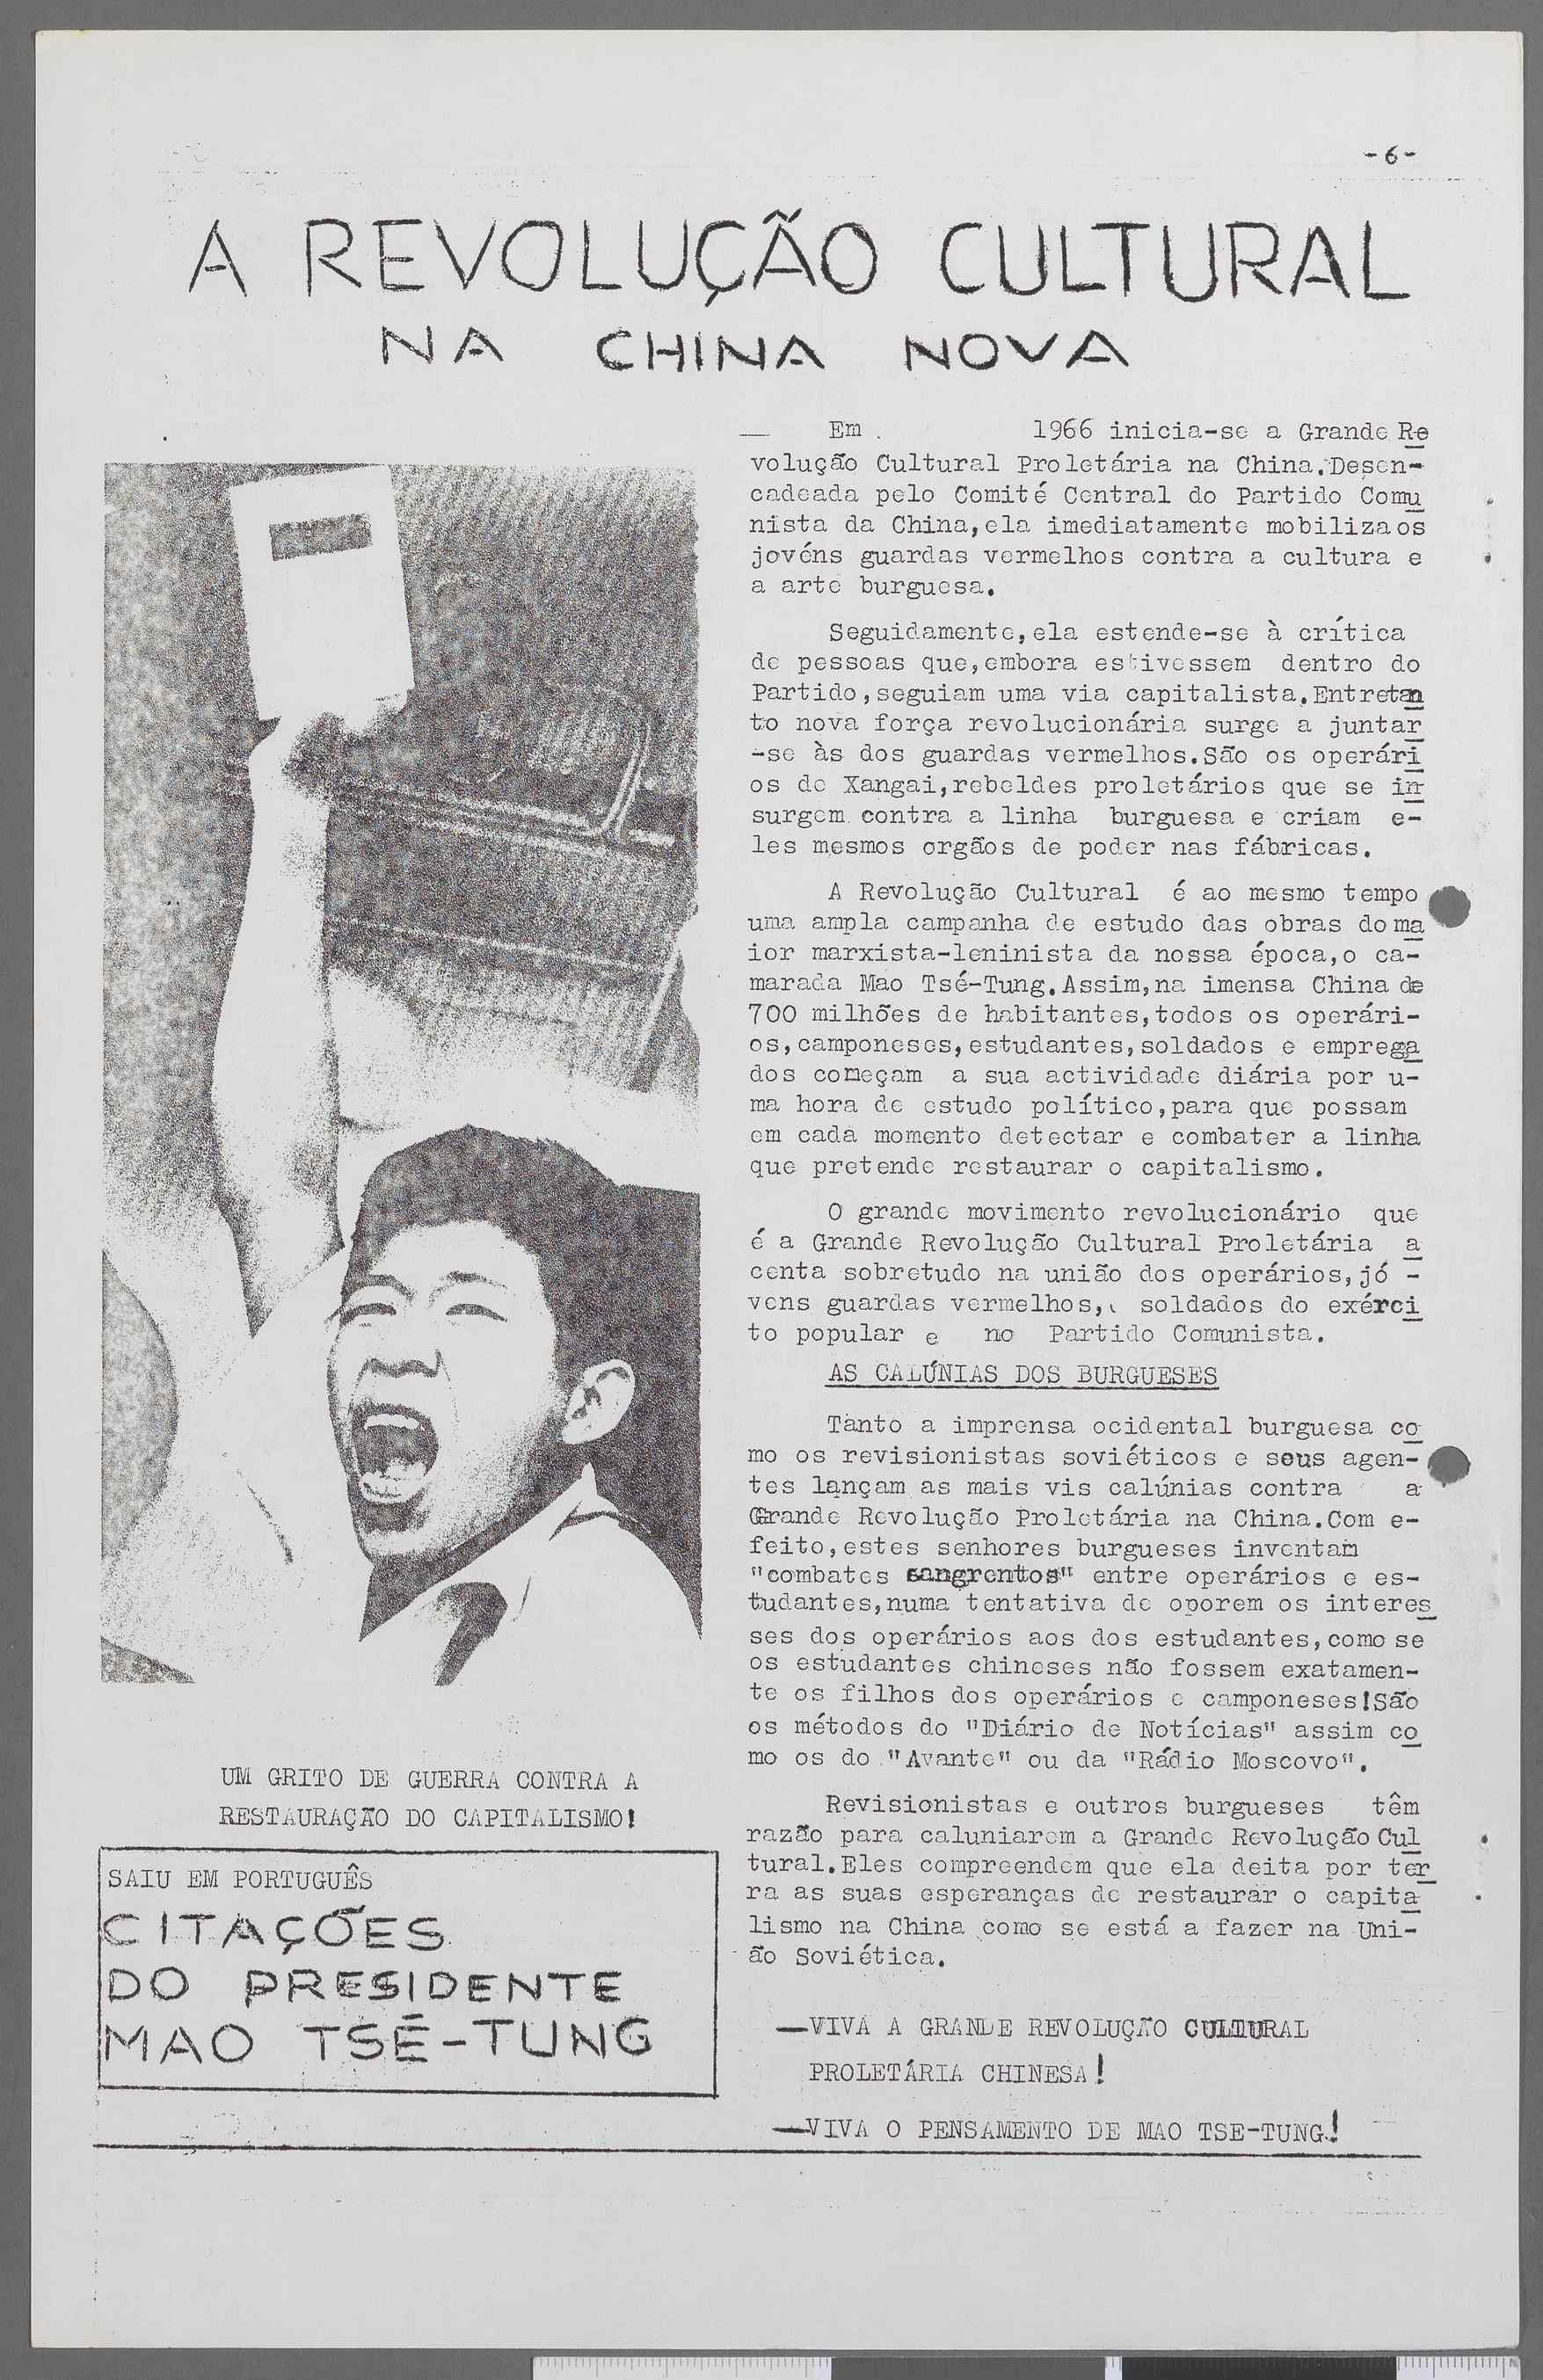 -6-
A REVOLUÇÃO CULTURAL
NA CHINA NOVA
— Em 1966 inicia-se a Grande Re
volução Cultural Proletária na China.Desen-
cadeada pelo Comité Central do Partido Comu
nista da China,ela imediatamente mobiliza os
jovéns guardas vermelhos contra a cultura e
a arte burguesa.
Seguidamente,ela estende-se à crítica
de pessoas que,embora estivessem dentro do
Partido,seguiam uma via capitalista.Entretan
to nova força revolucionária surge a juntar
-se às dos guardas vermelhos.São os operári
os de Xangai,rebeldes proletários que se in
surgem contra a linha burguesa e criam e-
les mesmos orgãos de poder nas fábricas.
A Revolução Cultural é ao mesmo tempo
uma ampla campanha de estudo das obras do ma
ior marxista-leninista da nossa época,o ca-
marada Mao Tsé-Tung.Assim,na imensa China de
700 milhões de habitantes,todos os operári-
os,camponeses,estudantes,soldados e emprega
dos começam a sua actividade diária por u-
ma hora de estudo político,para que possam
em cada momento detectar e combater a linha
que pretende restaurar o capitalismo.
O grande movimento revolucionário que
é a Grande Revolução Cultural Proletária a
centa sobretudo na união dos operários,jó -
vens guardas vermelhos, soldados do exérci
to popular e no Partido Comunista.
AS CALÚNIAS DOS BURGUESES
Tanto a imprensa ocidental burguesa co
mo os revisionistas soviéticos e seus agen-
tes lançam as mais vis calúnias contra a
Grande Revolução Proletária na China.Com e-
feito,estes senhores burgueses inventam
"combates sangrentos" entre operários e es-
tudantes,numa tentativa de oporem os interes
ses dos operários aos dos estudantes,como se
os estudantes chineses não fossem exatamen-
te os filhos dos operários e camponeses!São
os métodos do "Diário de Notícias" assim co
mo os do "Avante" ou da "Rádio Moscovo".
Revisionistas e outros burgueses têm
razão para caluniarem a Grande Revolução Cul
tural.Eles compreendem que ela deita por ter
ra as suas esperanças de restaurar o capita
lismo na China como se está a fazer na Uni-
ão Soviética.
—VIVA A GRANDE REVOLUÇÃO CULTURAL
PROLETÁRIA CHINESA!
—VIVA O PENSAMENTO DE MAO TSE-TUNG!
UM GRITO DE GUERRA CONTRA A
RESTAURAÇÃO DO CAPITALISMO!
SAIU EM PORTUGUÊS
CITAÇÕES
DO PRESIDENTE
MAO TSÉ-TUNG